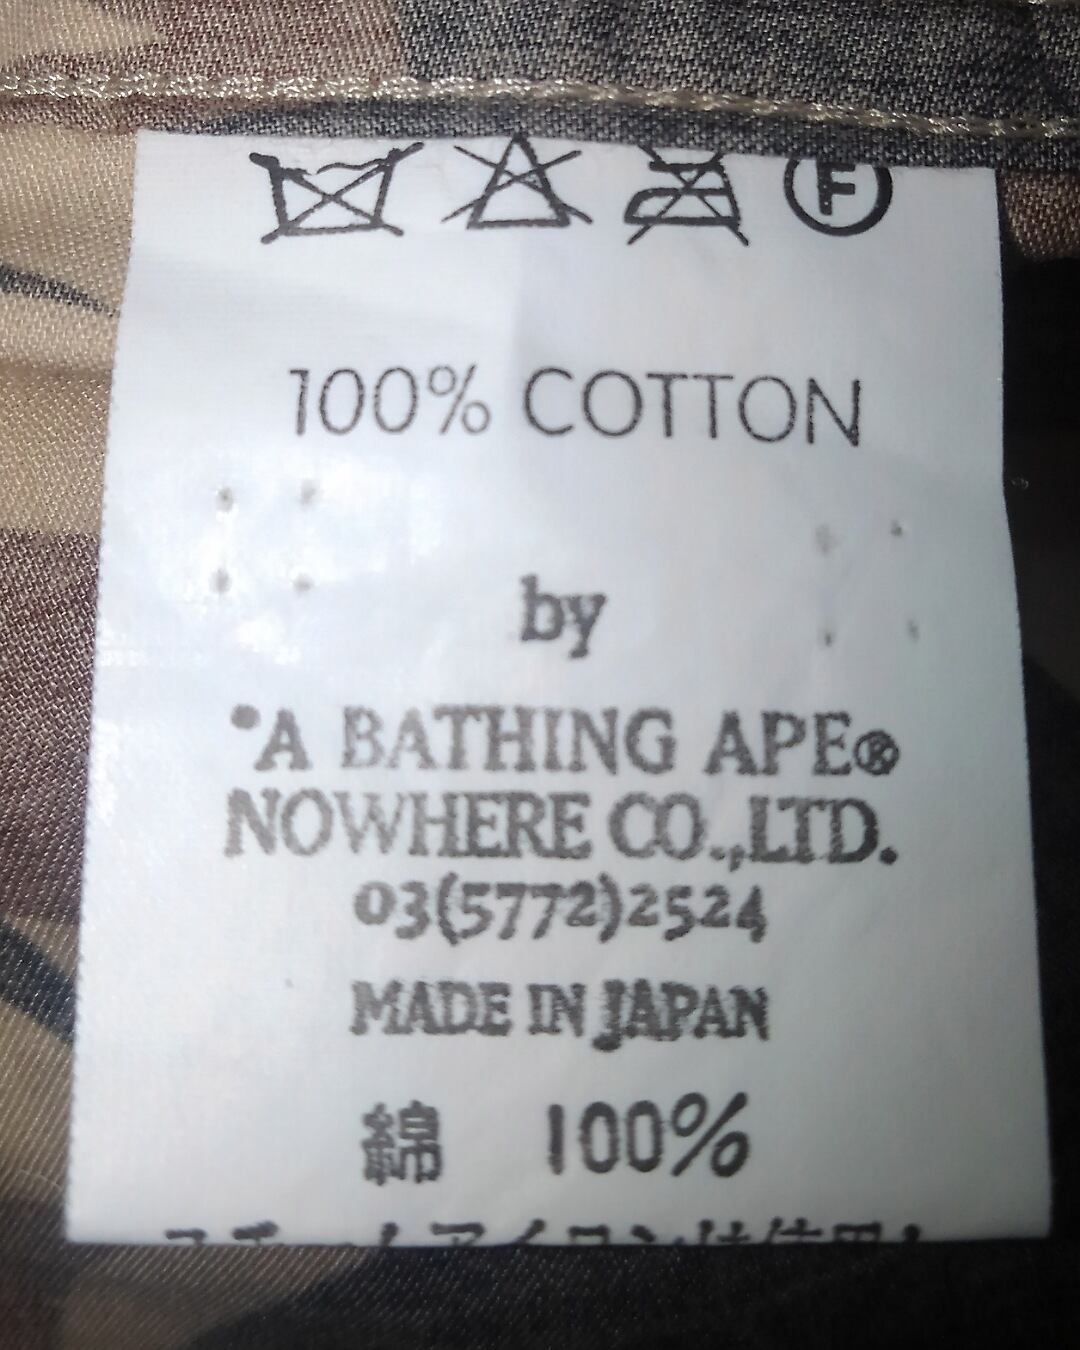 F
100% COTTON
by
°A BATHING APE®
NOWHERE CO.,LTD.
03(5772)2524
MADE IN JAPAN
綿 100%